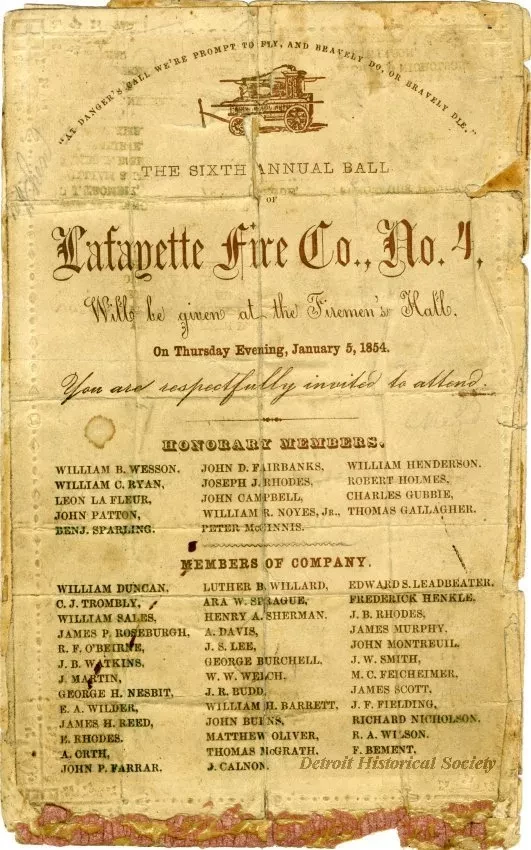 "AT DANGER'S CALL WE'RE PROMPT TO FLY, AND BRAVELY DO, OR BRAVELY DIE."
THE SIXTH ANNUAL BALL
OF
Lafayette Fire Co., No. 4,
Will be given at the Firemen's Hall,
On Thursday Evening, January 5, 1854.
You are respectfully invited to attend.
HONORARY MEMBERS.
WILLIAM B. WESSON, JOHN D. FAIRBANKS, WILLIAM HENDERSON.
WILLIAM C. RYAN, JOSEPH J. RHODES, ROBERT HOLMES,
LEON LA FLEUR, JOHN CAMPBELL, CHARLES GUBBIE,
JOHN PATTON, WILLIAM R. NOYES, JR., THOMAS GALLAGHER.
BENJ. SPARLING. PETER McGINNIS.
MEMBERS OF COMPANY.
WILLIAM DUNCAN, LUTHER B. WILLARD, EDWARD S. LEADBEATER,
C. J. TROMBLY, ARA W. SPRAGUE, FREDERICK HENKLE.
WILLIAM SALES, HENRY A. SHERMAN, J. B. RHODES,
JAMES P. ROSEBURGH, A. DAVIS, JAMES MURPHY,
R. F. O'BEIRNE, J. S. LEE, JOHN MONTREUIL,
J. B. WATKINS, GEORGE BURCHELL, J. W. SMITH,
J. MARTIN, W. W. WELCH, M. C. FEICHEIMER,
GEORGE H. NESBIT, J. R. BUDD, JAMES SCOTT,
E. A. WILDER, WILLIAM H. BARRETT, J. F. FIELDING,
JAMES H. REED, JOHN BURNS, RICHARD NICHOLSON.
E. RHODES. MATTHEW OLIVER, R. A. WILSON.
A. ORTH, THOMAS McGRATH. F. BEMENT.
JOHN P. FARRAR. J. CALNON.
Detroit Historical Society